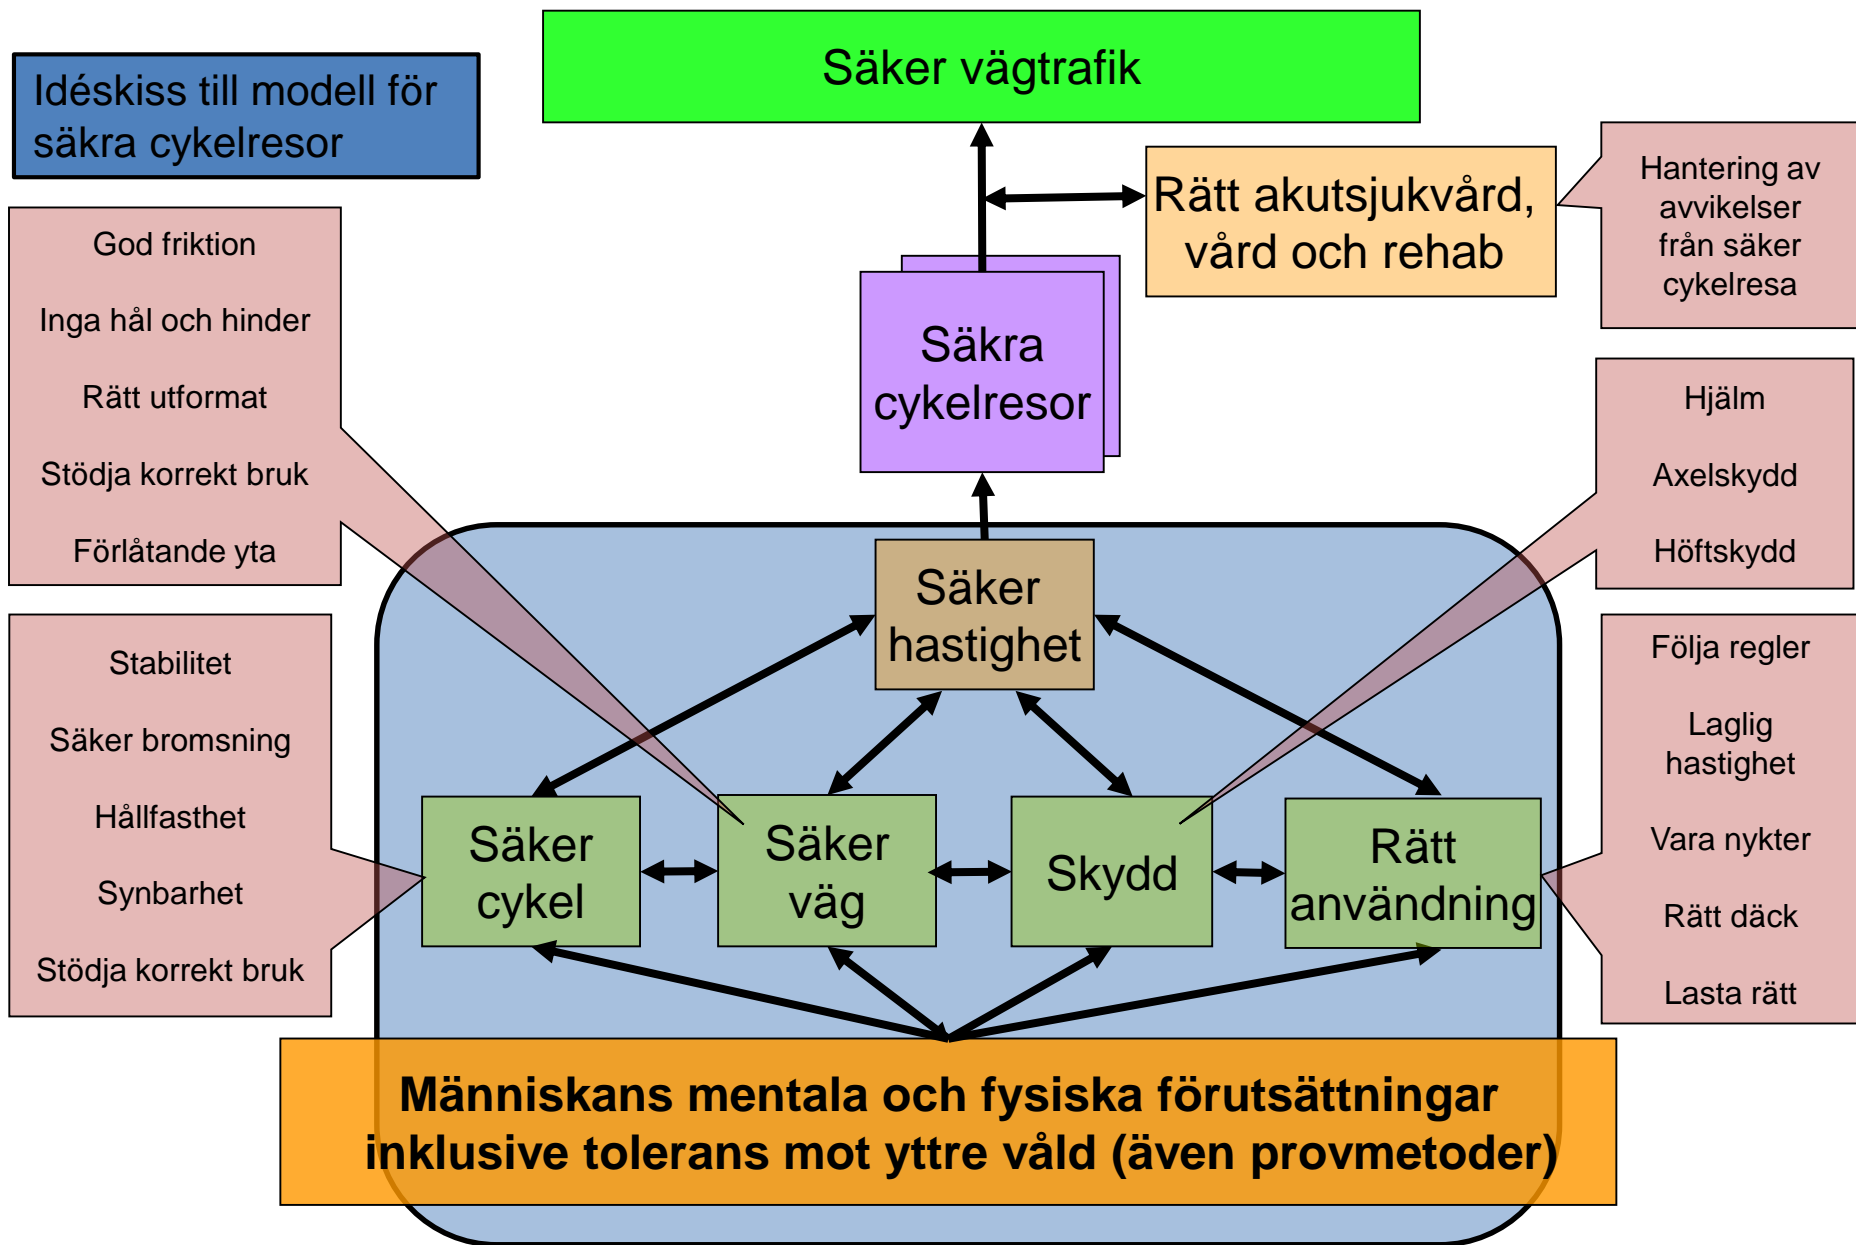 Säker vägtrafik
Idéskiss till modell för
säkra cykelresor
Rätt akutsjukvård,
vård och rehab
Hantering av
avvikelser
från säker
cykelresa
God friktion
Inga hål och hinder
Rätt utformat
Stödja korrekt bruk
Förlåtande yta
Säkra
cykelresor
Hjälm
Axelskydd
Höftskydd
Säker
hastighet
Stabilitet
Säker bromsning
Hållfasthet
Synbarhet
Stödja korrekt bruk
Följa regler
Laglig
hastighet
Vara nykter
Rätt däck
Lasta rätt
Säker
cykel
Säker
väg
Skydd
Rätt
användning
Människans mentala och fysiska förutsättningar
inklusive tolerans mot yttre våld (även provmetoder)